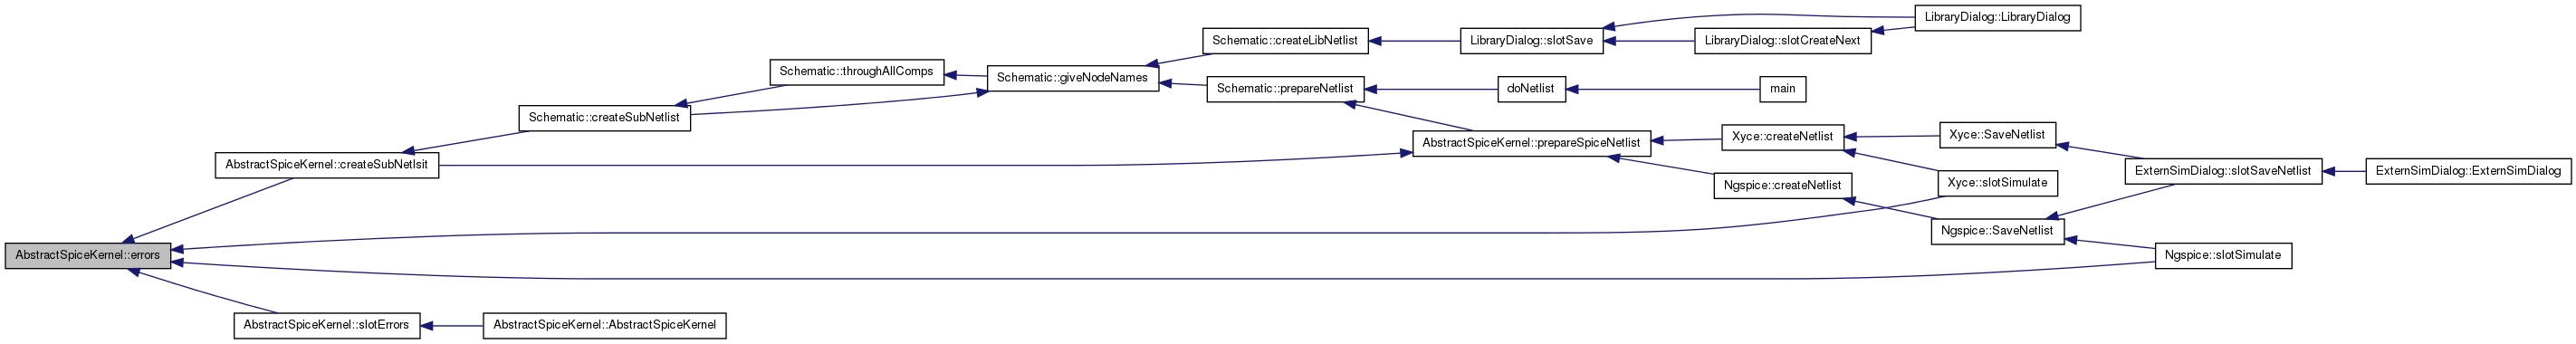 LibraryDialog::LibraryDialog
Schematic::createLibNetlist
LibraryDialog::slotSave
LibraryDialog::slotCreateNext
Schematic::throughAllComps
Schematic::giveNodeNames
Schematic::prepareNetlist
doNetlist
main
Schematic::createSubNetlist
AbstractSpiceKernel::prepareSpiceNetlist
Xyce::createNetlist
Xyce::SaveNetlist
AbstractSpiceKernel::createSubNetlsit
ExternSimDialog::slotSaveNetlist
ExternSimDialog::ExternSimDialog
Ngspice::createNetlist
Xyce::slotSimulate
Ngspice::SaveNetlist
AbstractSpiceKernel::errors
Ngspice::slotSimulate
AbstractSpiceKernel::slotErrors
AbstractSpiceKernel::AbstractSpiceKernel